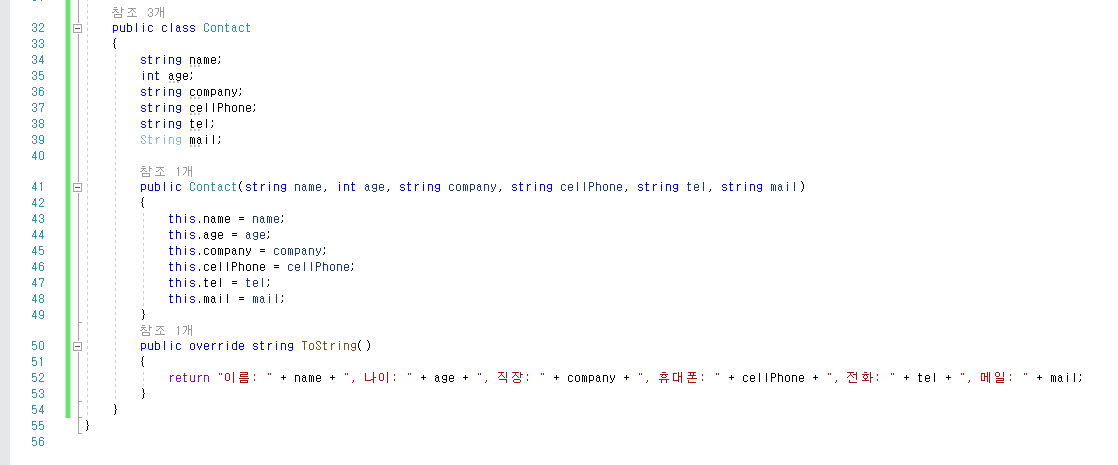 참조 3개
32 public class Contact
33 {
34 string name;
35 int age;
36 string company;
37 string cellPhone;
38 string tel;
39 String mail;
40
참조 1개
41 public Contact(string name, int age, string company, string cellPhone, string tel, string mail)
42 {
43 this.name = name;
44 this.age = age;
45 this.company = company;
46 this.cellPhone = cellPhone;
47 this.tel = tel;
48 this.mail = mail;
49 }
참조 1개
50 public override string ToString()
51 {
52 return "이름: " + name + ", 나이: " + age + ", 직장: " + company + ", 휴대폰: " + cellPhone + ", 전화: " + tel + ", 메일: " + mail;
53 }
54 }
55 }
56